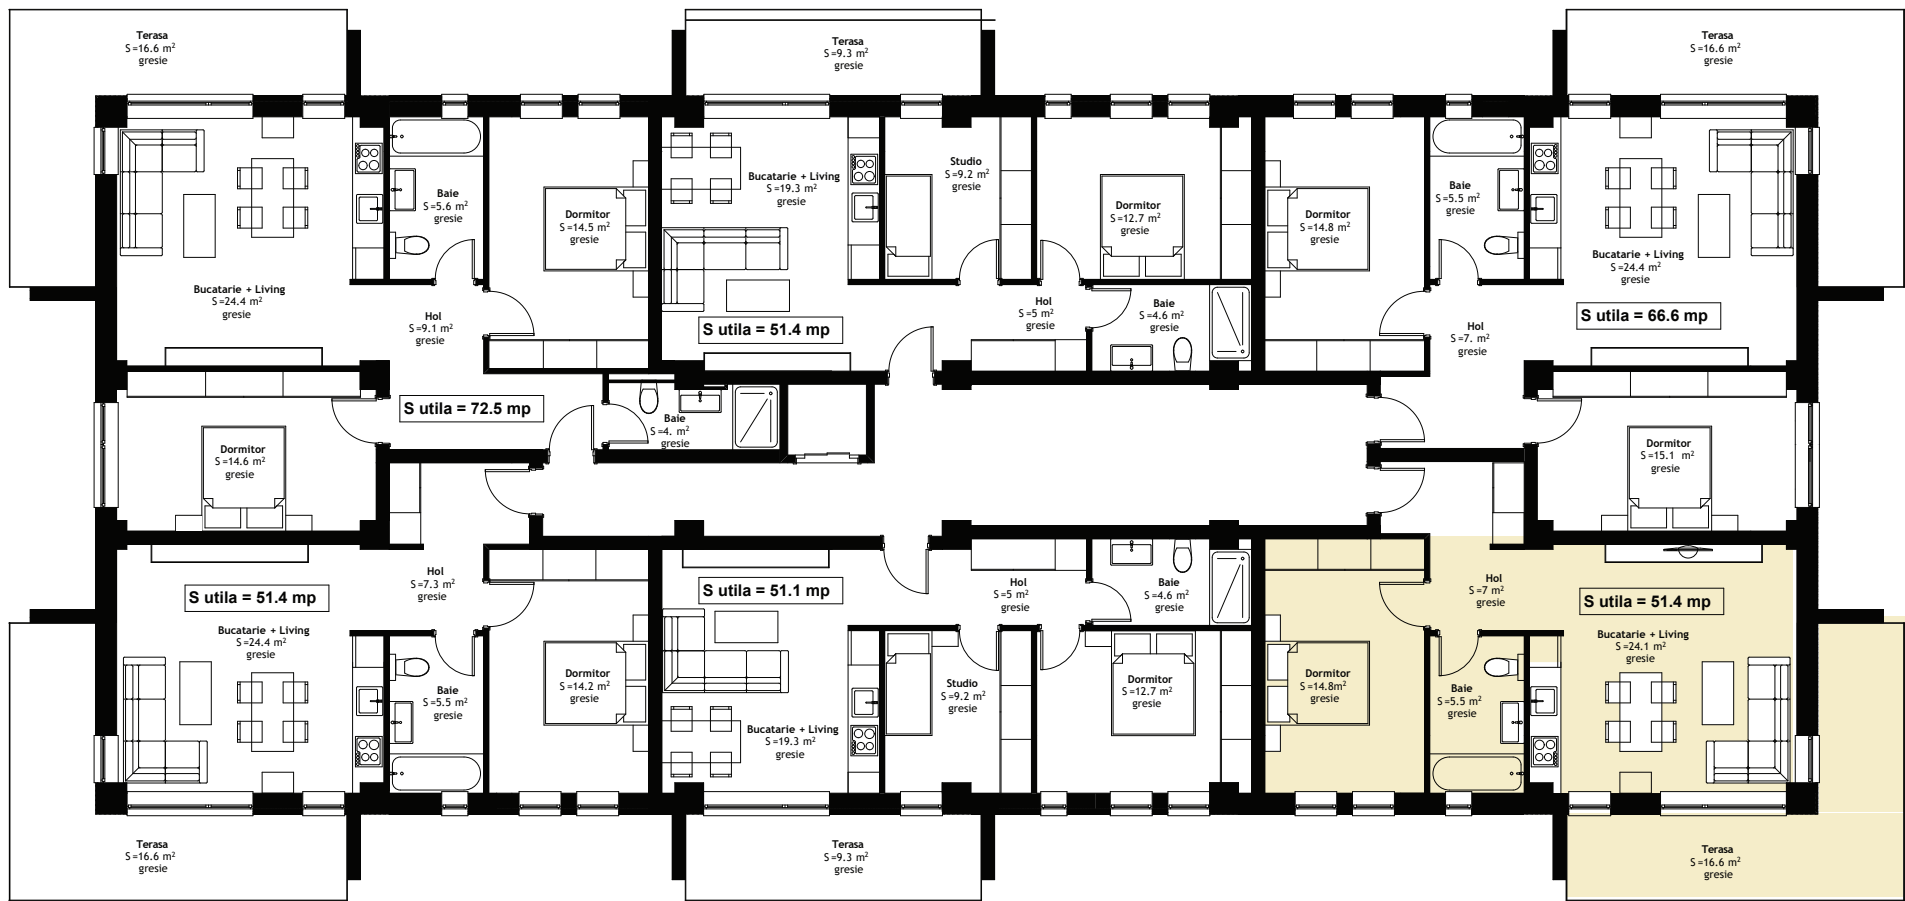 Terasa
S =16.6 m²
gresie
Terasa
S =9.3 m²
gresie
Terasa
S =16.6 m²
gresie
Bucatarie + Living
S =24.4 m²
gresie
Baie
S =5.6 m²
gresie
Dormitor
S =14.5 m²
gresie
Hol
S =9.1 m²
gresie
Bucatarie + Living
S =19.3 m²
gresie
Studio
S =9.2 m²
gresie
Dormitor
S =12.7 m²
gresie
Hol
S =5 m²
gresie
Baie
S =4.6 m²
gresie
S utila = 51.4 mp
Dormitor
S =14.8 m²
gresie
Baie
S =5.5 m²
gresie
Bucatarie + Living
S =24.4 m²
gresie
Hol
S =7. m²
gresie
S utila = 66.6 mp
S utila = 72.5 mp
Baie
S =4. m²
gresie
Dormitor
S =14.6 m²
gresie
Dormitor
S =15.1 m²
gresie
S utila = 51.4 mp
Bucatarie + Living
S =24.4 m²
gresie
Hol
S =7.3 m²
gresie
Baie
S =5.5 m²
gresie
Dormitor
S =14.2 m²
gresie
S utila = 51.1 mp
Hol
S =5 m²
gresie
Baie
S =4.6 m²
gresie
Bucatarie + Living
S =19.3 m²
gresie
Studio
S =9.2 m²
gresie
Dormitor
S =12.7 m²
gresie
Hol
S =7 m²
gresie
S utila = 51.4 mp
Bucatarie + Living
S =24.1 m²
gresie
Dormitor
S =14.8m²
gresie
Baie
S =5.5 m²
gresie
Terasa
S =16.6 m²
gresie
Terasa
S =9.3 m²
gresie
Terasa
S =16.6 m²
gresie